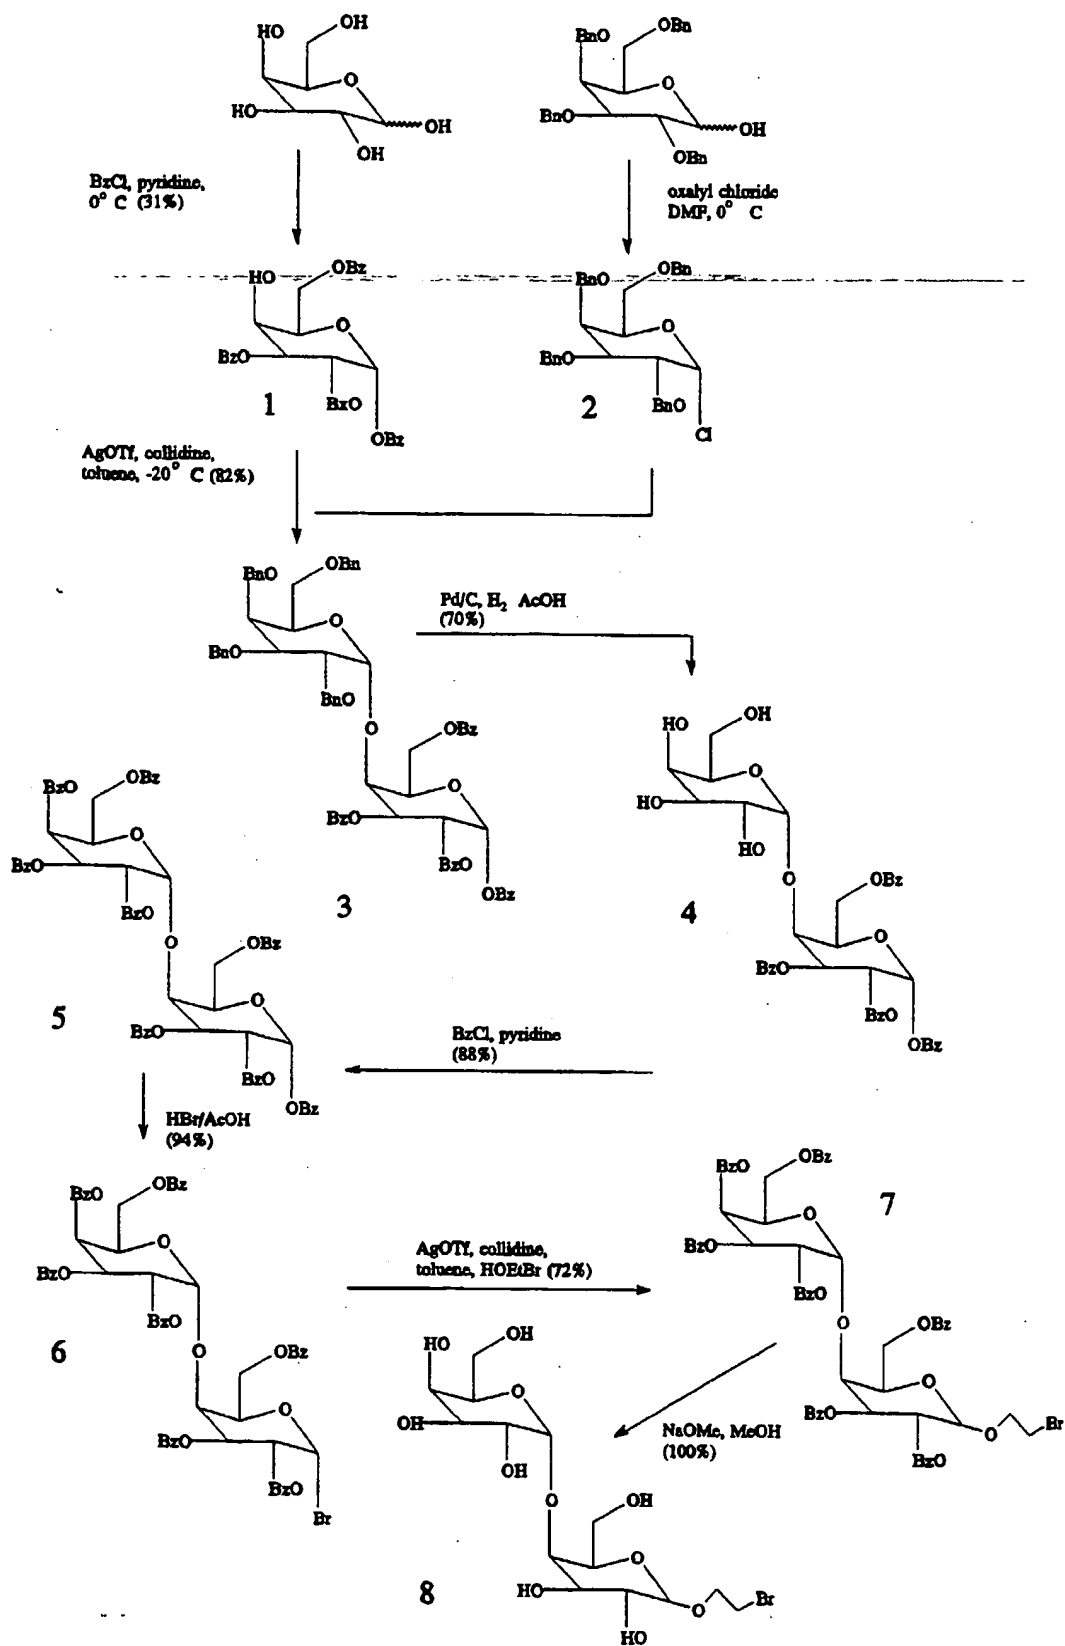 HO
OH
O
HO
OH
OH
BnO
OBn
O
BnO
OH
OBn
BzCl, pyridine,
0° C (31%)
oxalyl chloride
DMF, 0° C
HO
OBz
O
BzO
BxO
OBz
1
BnO
OBn
O
BnO
BnO
Cl
2
AgOTf, collidine,
toluene, -20° C (82%)
BnO
OBn
O
BnO
BnO
O
OBz
O
BzO
BzO
OBz
3
Pd/C, H2 AcOH
(70%)
HO
OH
O
HO
HO
O
OBz
O
BzO
BzO
OBz
4
BzO
OBz
O
BzO
BzO
O
OBz
O
BzO
BzO
OBz
5
BzCl, pyridine
(88%)
HBr/AcOH
(94%)
BzO
OBz
O
BzO
BzO
O
OBz
O
BzO
BzO
Br
6
AgOTf, collidine,
toluene, HOEtBr (72%)
BzO
OBz
7
O
BzO
BzO
O
OBz
O
BzO
O
Br
BzO
NaOMe, MeOH
(100%)
HO
OH
O
OH
OH
O
OH
O
HO
O
Br
HO
8